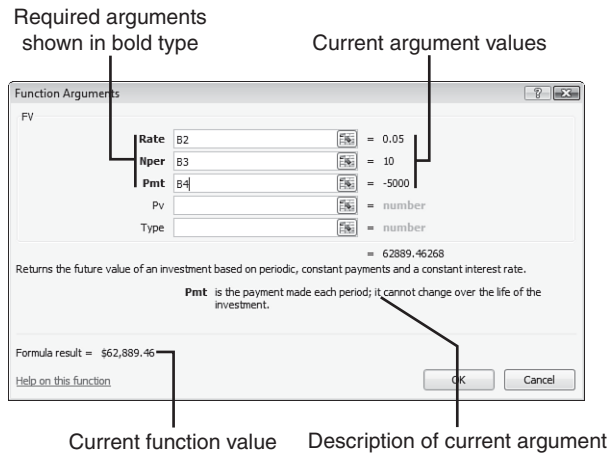 Required arguments
shown in bold type
Current argument values
Function Arguments
FV
Rate B2 = 0.05
Nper B3 = 10
Pmt B4 = -5000
Pv = number
Type = number
= 62889.46268
Returns the future value of an investment based on periodic, constant payments and a constant interest rate.
Pmt is the payment made each period; it cannot change over the life of the
investment.
Formula result = $62,889.46
Help on this function
OK Cancel
Current function value
Description of current argument